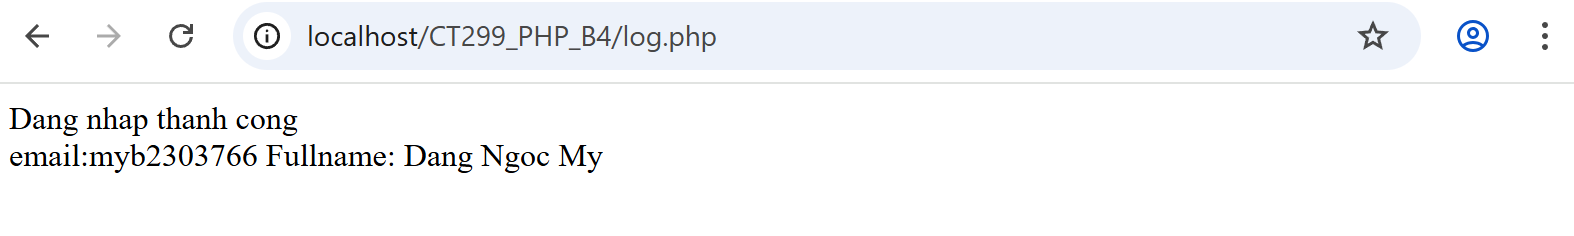 localhost/CT299_PHP_B4/log.php
Dang nhap thanh cong
email:myb2303766 Fullname: Dang Ngoc My